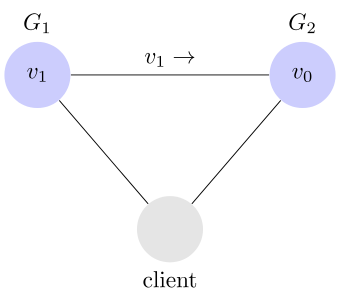 G₁ G₂
v₁ →
v₁ v₀
client